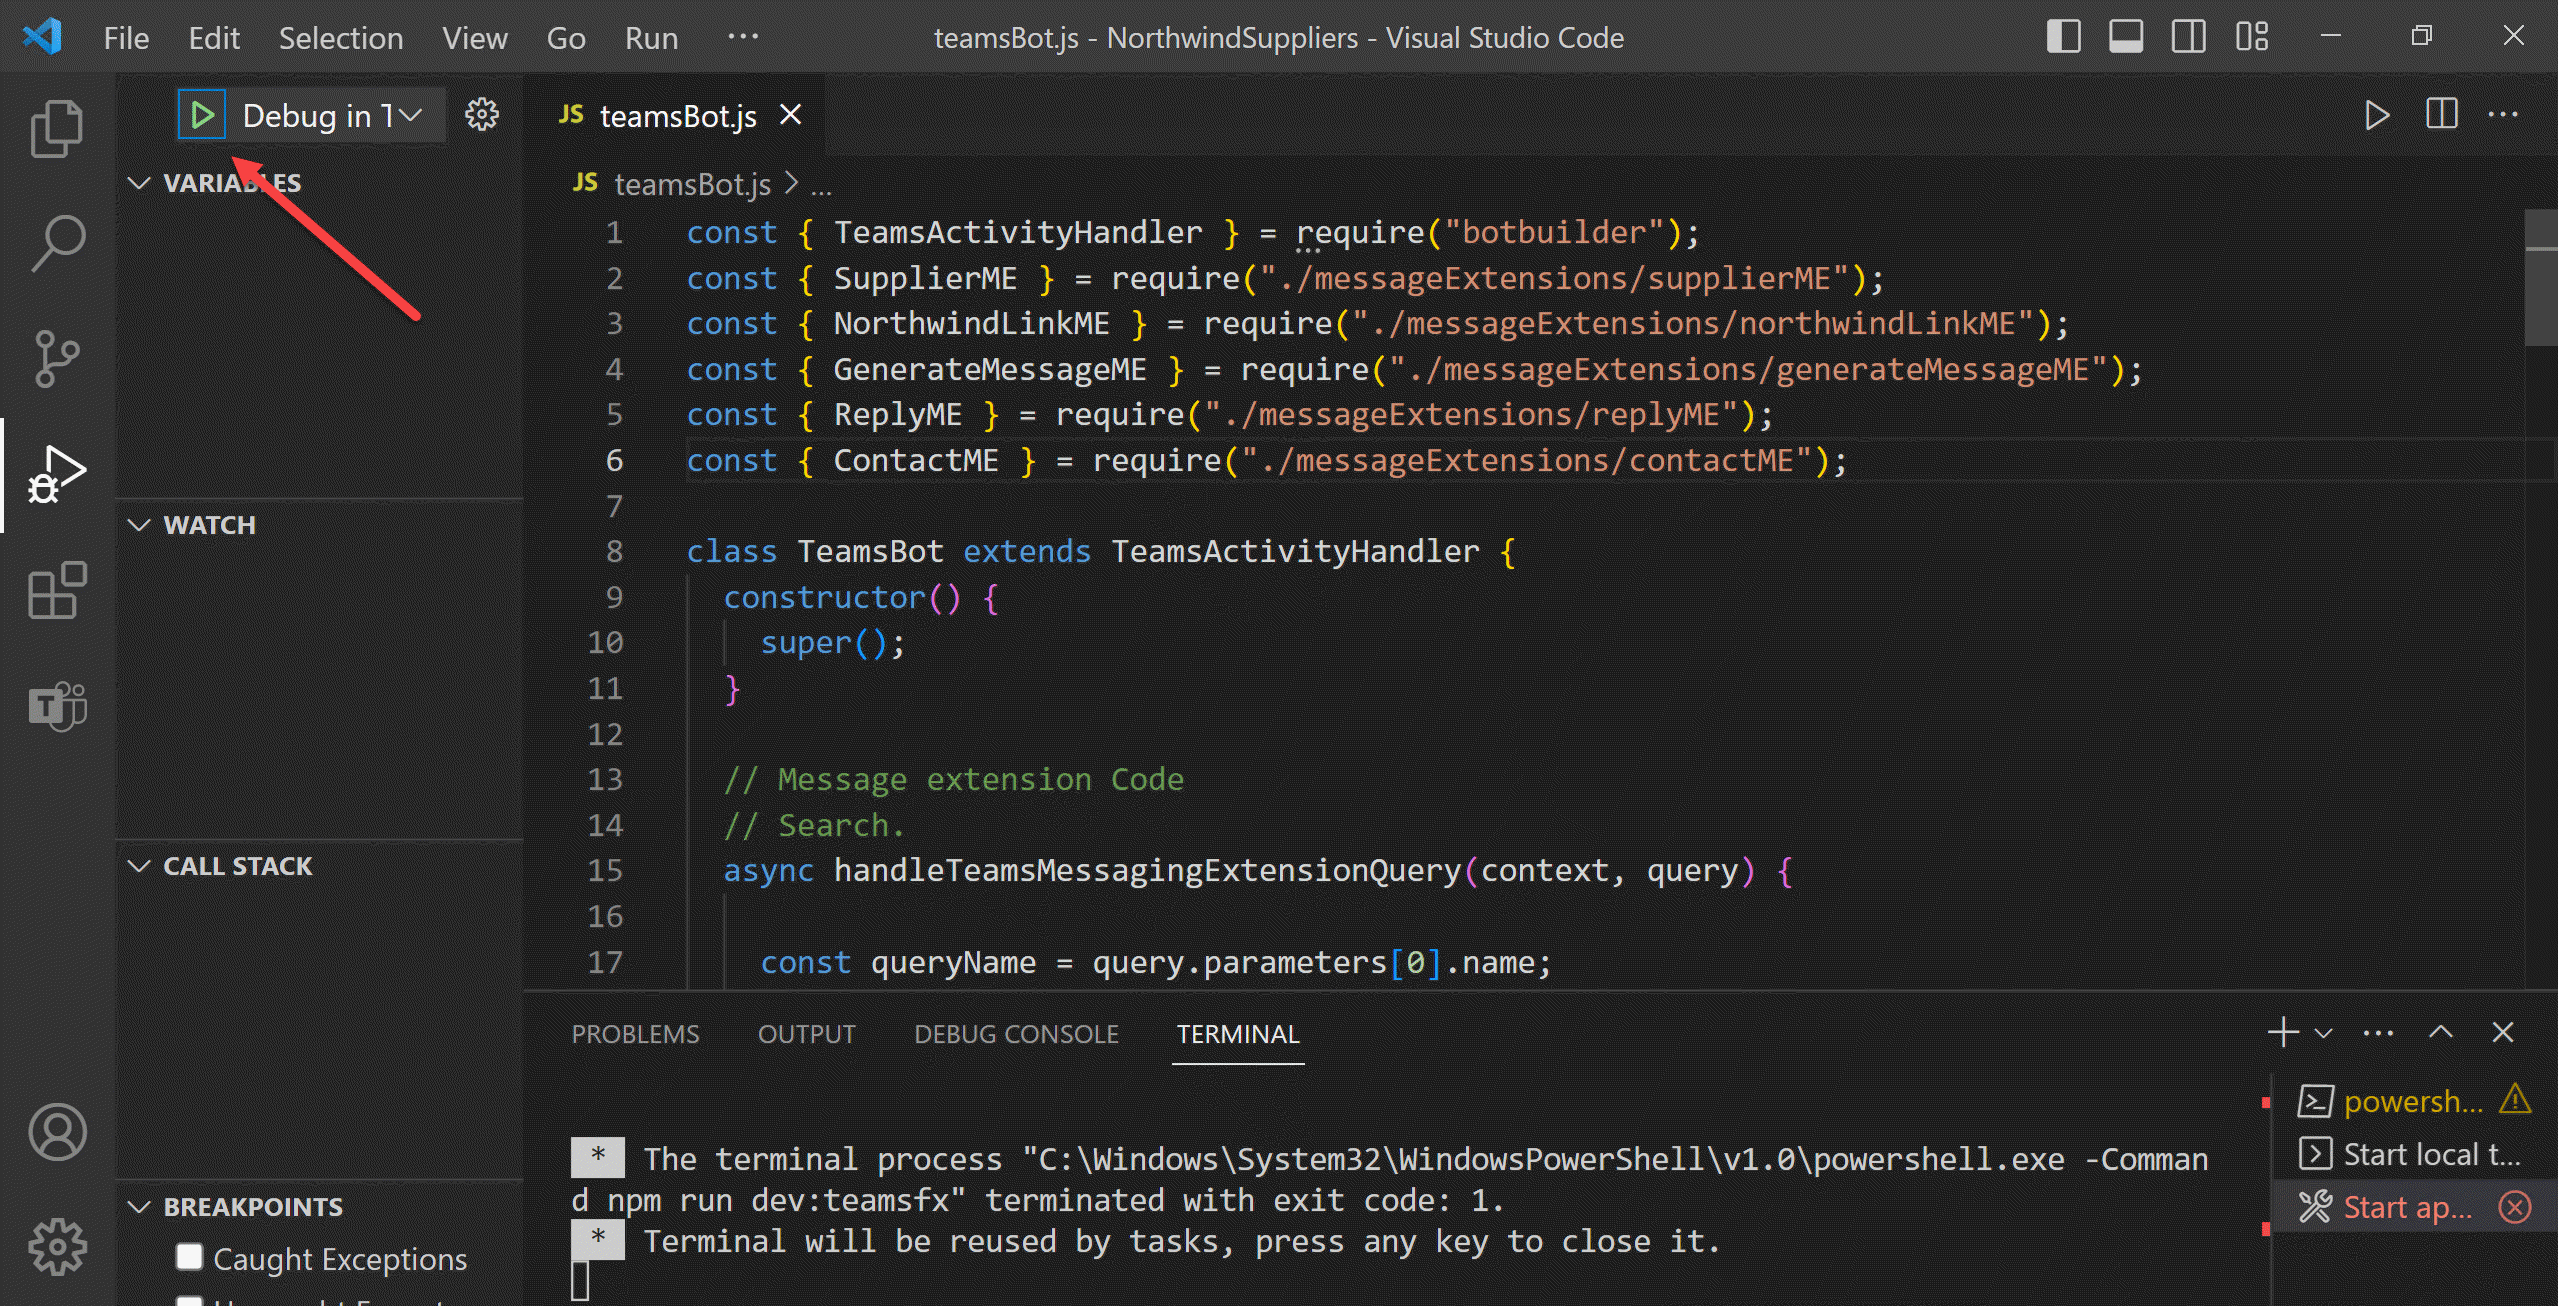 File Edit Selection View Go Run ...
teamsBot.js - NorthwindSuppliers - Visual Studio Code
Debug in T
VARIABLES
WATCH
CALL STACK
BREAKPOINTS
Caught Exceptions
JS teamsBot.js
JS teamsBot.js > ...
1 const { TeamsActivityHandler } = require("botbuilder");
2 const { SupplierME } = require("./messageExtensions/supplierME");
3 const { NorthwindLinkME } = require("./messageExtensions/northwindLinkME");
4 const { GenerateMessageME } = require("./messageExtensions/generateMessageME");
5 const { ReplyME } = require("./messageExtensions/replyME");
6 const { ContactME } = require("./messageExtensions/contactME");
7
8 class TeamsBot extends TeamsActivityHandler {
9 constructor() {
10 super();
11 }
12
13 // Message extension Code
14 // Search.
15 async handleTeamsMessagingExtensionQuery(context, query) {
16
17 const queryName = query.parameters[0].name;
PROBLEMS OUTPUT DEBUG CONSOLE TERMINAL
* The terminal process "C:\Windows\System32\WindowsPowerShell\v1.0\powershell.exe -Comman
d npm run dev:teamsfx" terminated with exit code: 1.
* Terminal will be reused by tasks, press any key to close it.
powersh...
Start local t...
Start ap...